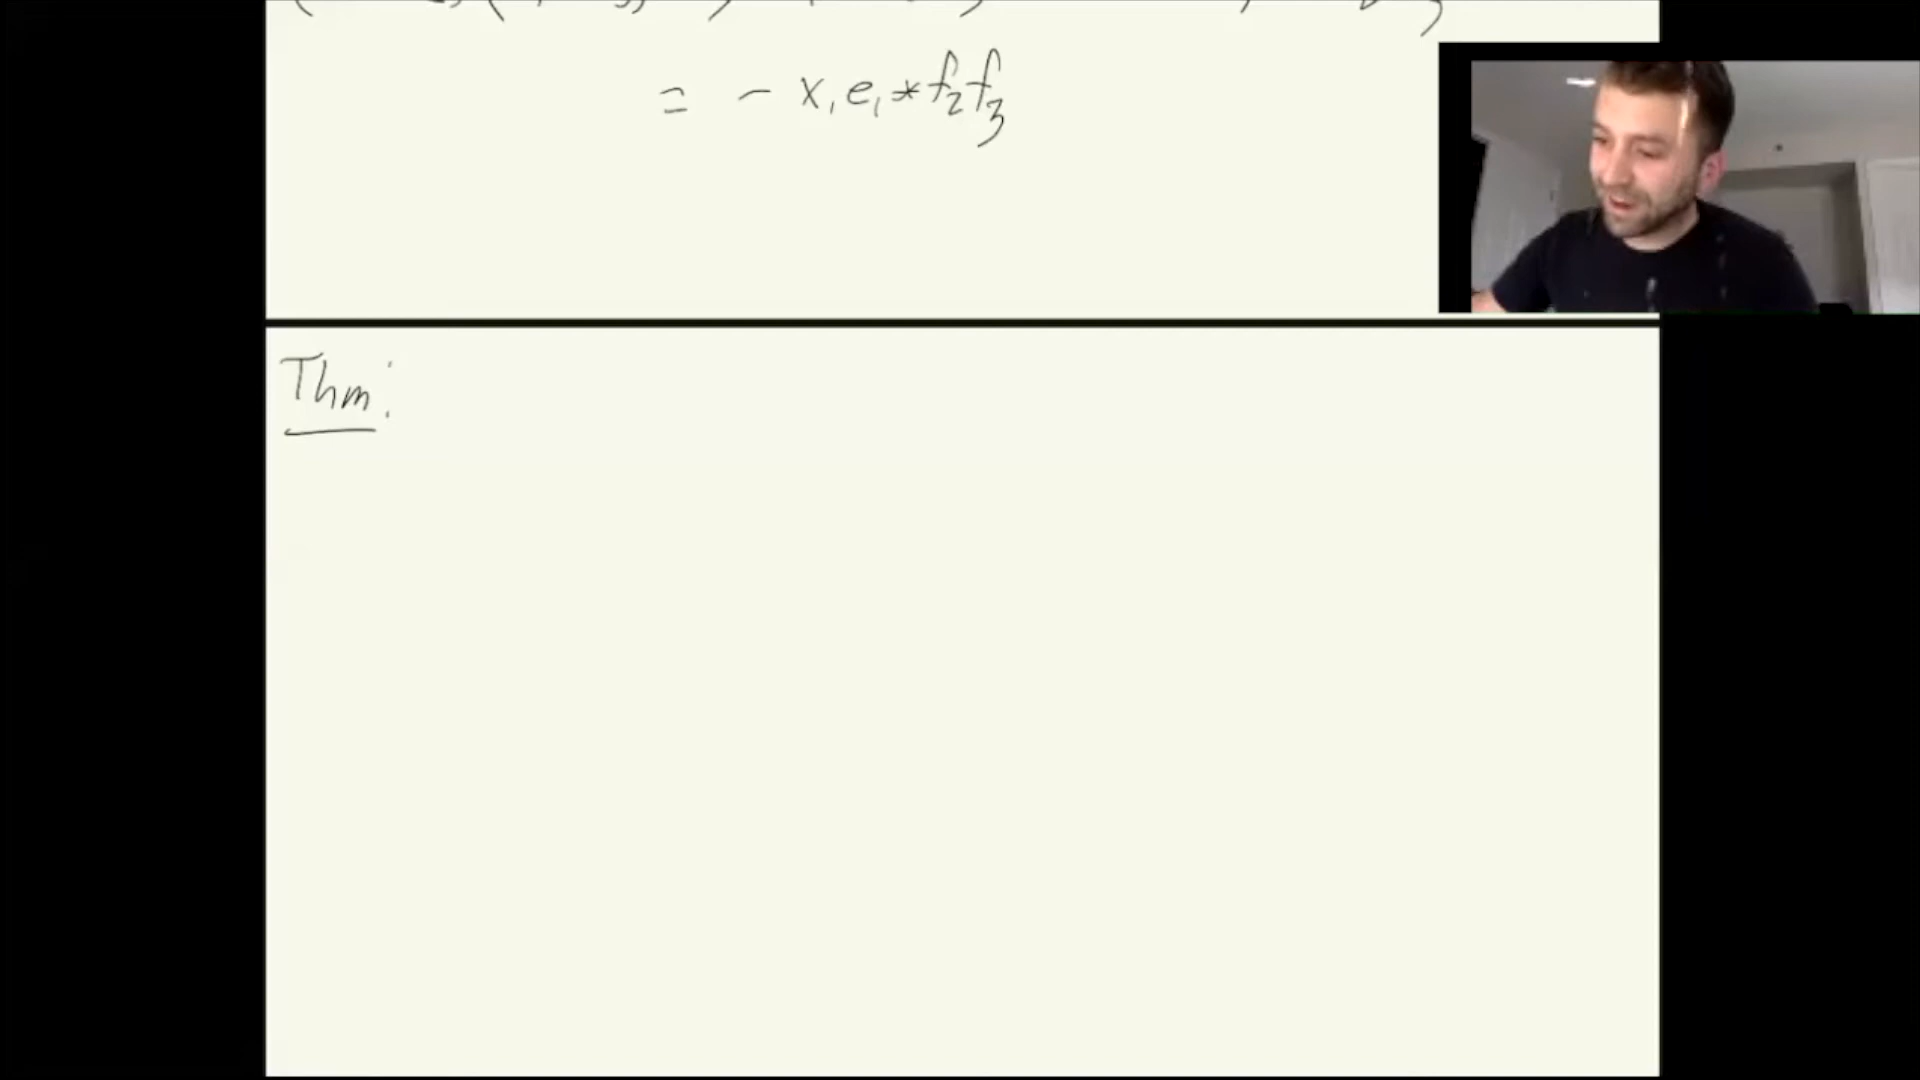 = - x₁e₁*f₂f₃
Thm: